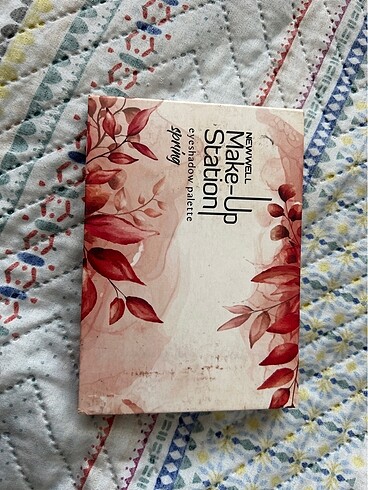 NEWWELL
Make-Up
Station
eyeshadow palette
spring